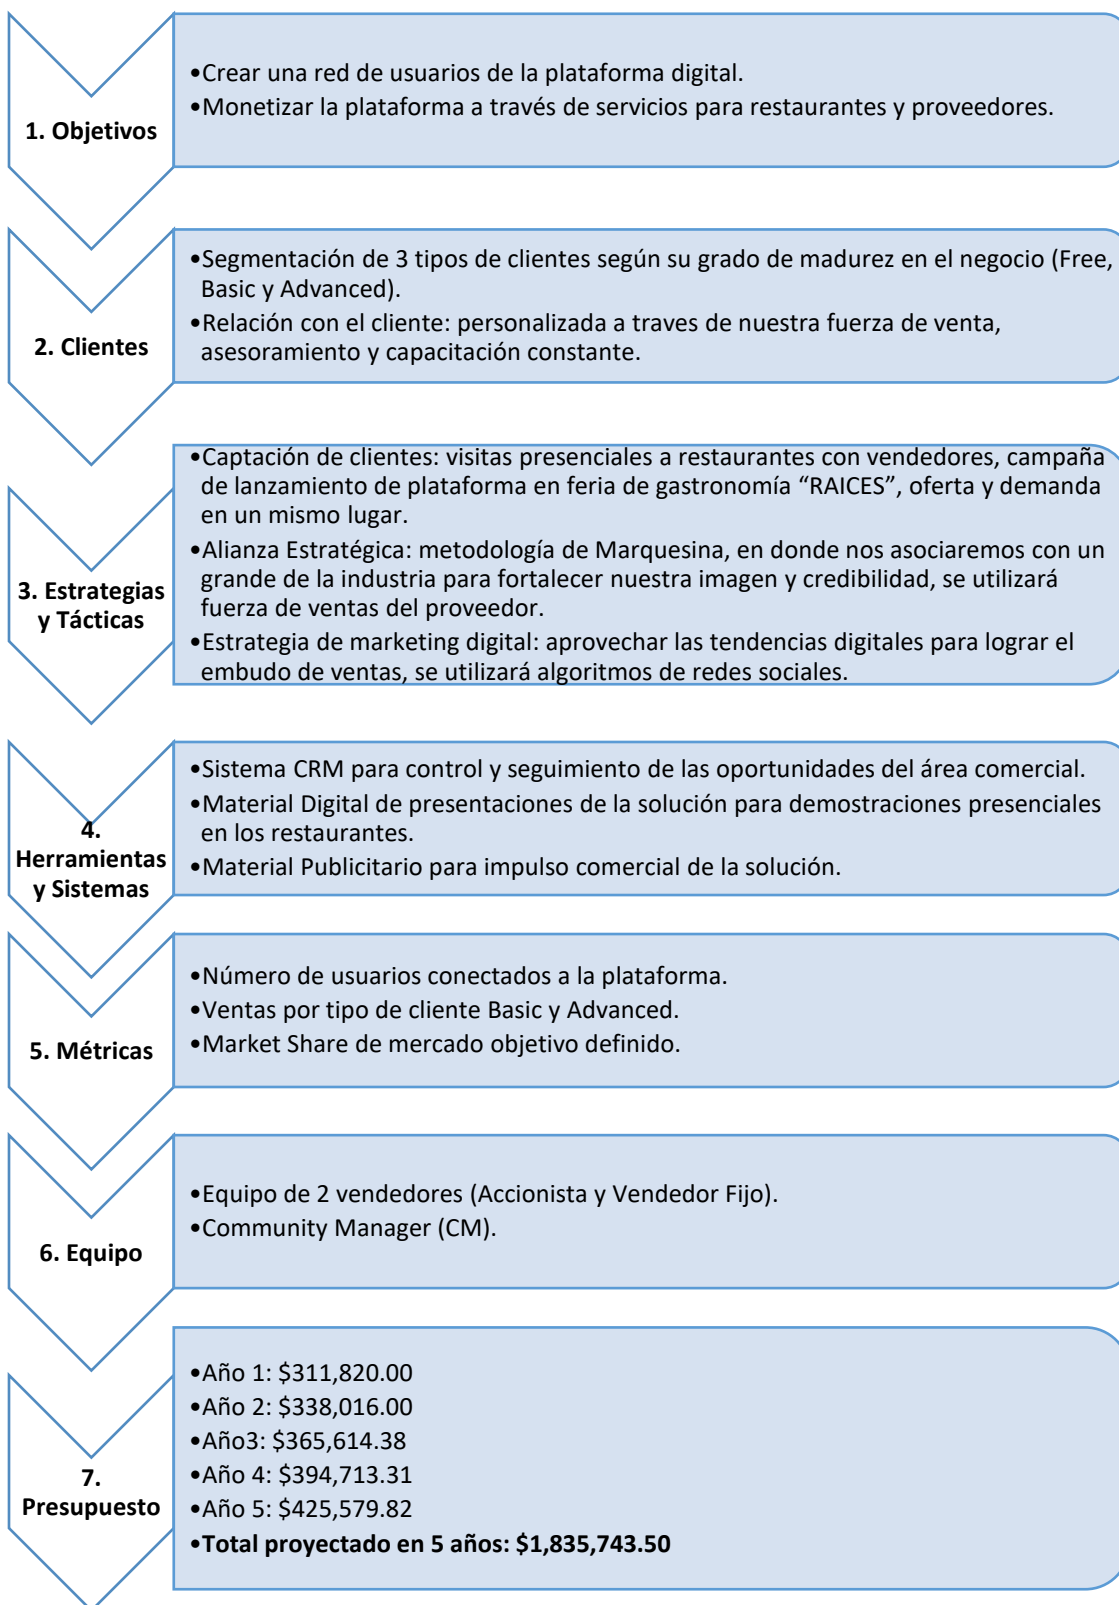 1. Objetivos
•Crear una red de usuarios de la plataforma digital.
•Monetizar la plataforma a través de servicios para restaurantes y proveedores.
2. Clientes
•Segmentación de 3 tipos de clientes según su grado de madurez en el negocio (Free,
Basic y Advanced).
•Relación con el cliente: personalizada a traves de nuestra fuerza de venta,
asesoramiento y capacitación constante.
3. Estrategias
y Tácticas
•Captación de clientes: visitas presenciales a restaurantes con vendedores, campaña
de lanzamiento de plataforma en feria de gastronomía “RAICES”, oferta y demanda
en un mismo lugar.
•Alianza Estratégica: metodología de Marquesina, en donde nos asociaremos con un
grande de la industria para fortalecer nuestra imagen y credibilidad, se utilizará
fuerza de ventas del proveedor.
•Estrategia de marketing digital: aprovechar las tendencias digitales para lograr el
embudo de ventas, se utilizará algoritmos de redes sociales.
4.
Herramientas
y Sistemas
•Sistema CRM para control y seguimiento de las oportunidades del área comercial.
•Material Digital de presentaciones de la solución para demostraciones presenciales
en los restaurantes.
•Material Publicitario para impulso comercial de la solución.
5. Métricas
•Número de usuarios conectados a la plataforma.
•Ventas por tipo de cliente Basic y Advanced.
•Market Share de mercado objetivo definido.
6. Equipo
•Equipo de 2 vendedores (Accionista y Vendedor Fijo).
•Community Manager (CM).
7.
Presupuesto
•Año 1: $311,820.00
•Año 2: $338,016.00
•Año3: $365,614.38
•Año 4: $394,713.31
•Año 5: $425,579.82
•Total proyectado en 5 años: $1,835,743.50